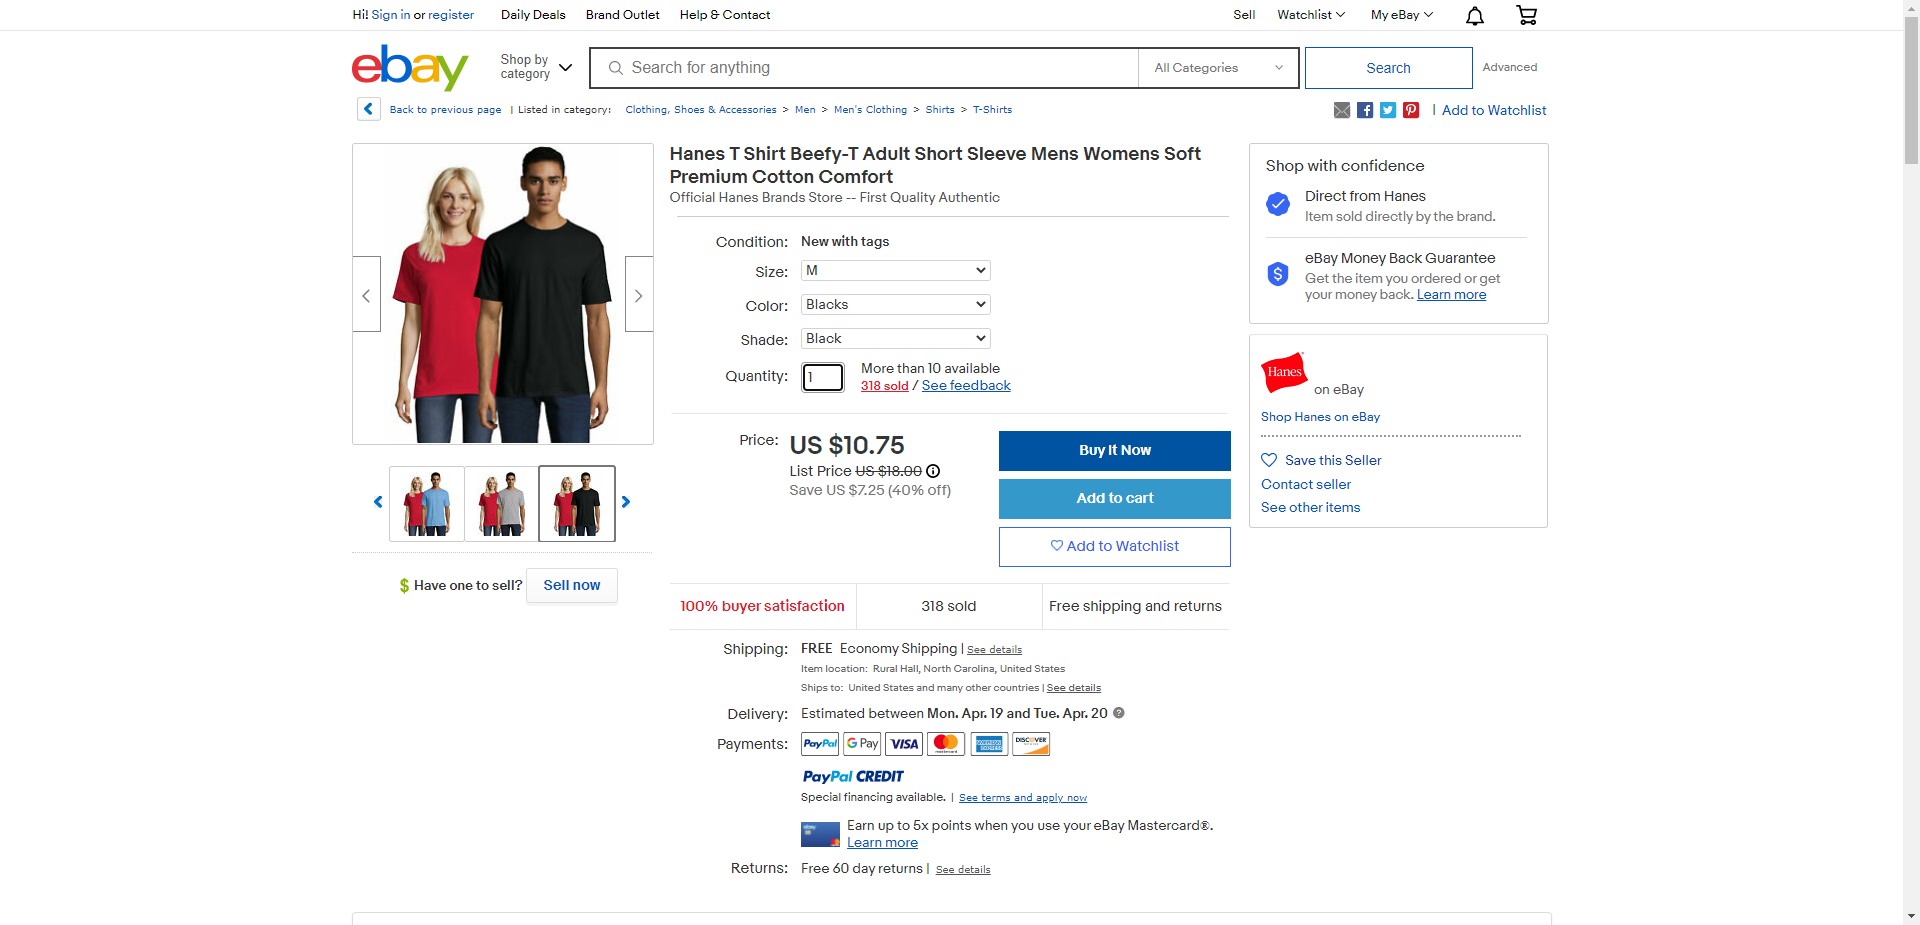 Hi! Sign in or register Daily Deals Brand Outlet Help & Contact Sell Watchlist My eBay
ebay Shop by category Search for anything All Categories Search Advanced
Back to previous page | Listed in category: Clothing, Shoes & Accessories > Men > Men's Clothing > Shirts > T-Shirts | Add to Watchlist
Hanes T Shirt Beefy-T Adult Short Sleeve Mens Womens Soft
Premium Cotton Comfort
Official Hanes Brands Store -- First Quality Authentic
Condition: New with tags
Size: M
Color: Blacks
Shade: Black
Quantity: 1 More than 10 available
318 sold / See feedback
Price: US $10.75
List Price US $18.00
Save US $7.25 (40% off)
Buy It Now
Add to cart
Add to Watchlist
$ Have one to sell? Sell now
100% buyer satisfaction 318 sold Free shipping and returns
Shipping: FREE Economy Shipping | See details
Item location: Rural Hall, North Carolina, United States
Ships to: United States and many other countries | See details
Delivery: Estimated between Mon. Apr. 19 and Tue. Apr. 20 ?
Payments: PayPal G Pay VISA mastercard AMERICAN EXPRESS DISCOVER
PayPal CREDIT
Special financing available. | See terms and apply now
ebay Earn up to 5x points when you use your eBay Mastercard®.
Learn more
Returns: Free 60 day returns | See details
Shop with confidence
Direct from Hanes
Item sold directly by the brand.
$ eBay Money Back Guarantee
Get the item you ordered or get
your money back. Learn more
Hanes on eBay
Shop Hanes on eBay
Save this Seller
Contact seller
See other items